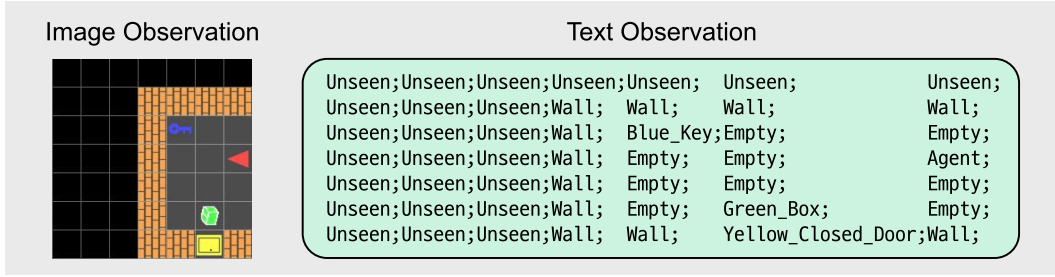 Image Observation
Text Observation
Unseen;Unseen;Unseen;Unseen;Unseen; Unseen; Unseen;
Unseen;Unseen;Unseen;Wall; Wall; Wall; Wall;
Unseen;Unseen;Unseen;Wall; Blue_Key;Empty; Empty;
Unseen;Unseen;Unseen;Wall; Empty; Empty; Agent;
Unseen;Unseen;Unseen;Wall; Empty; Empty; Empty;
Unseen;Unseen;Unseen;Wall; Empty; Green_Box; Empty;
Unseen;Unseen;Unseen;Wall; Wall; Yellow_Closed_Door;Wall;